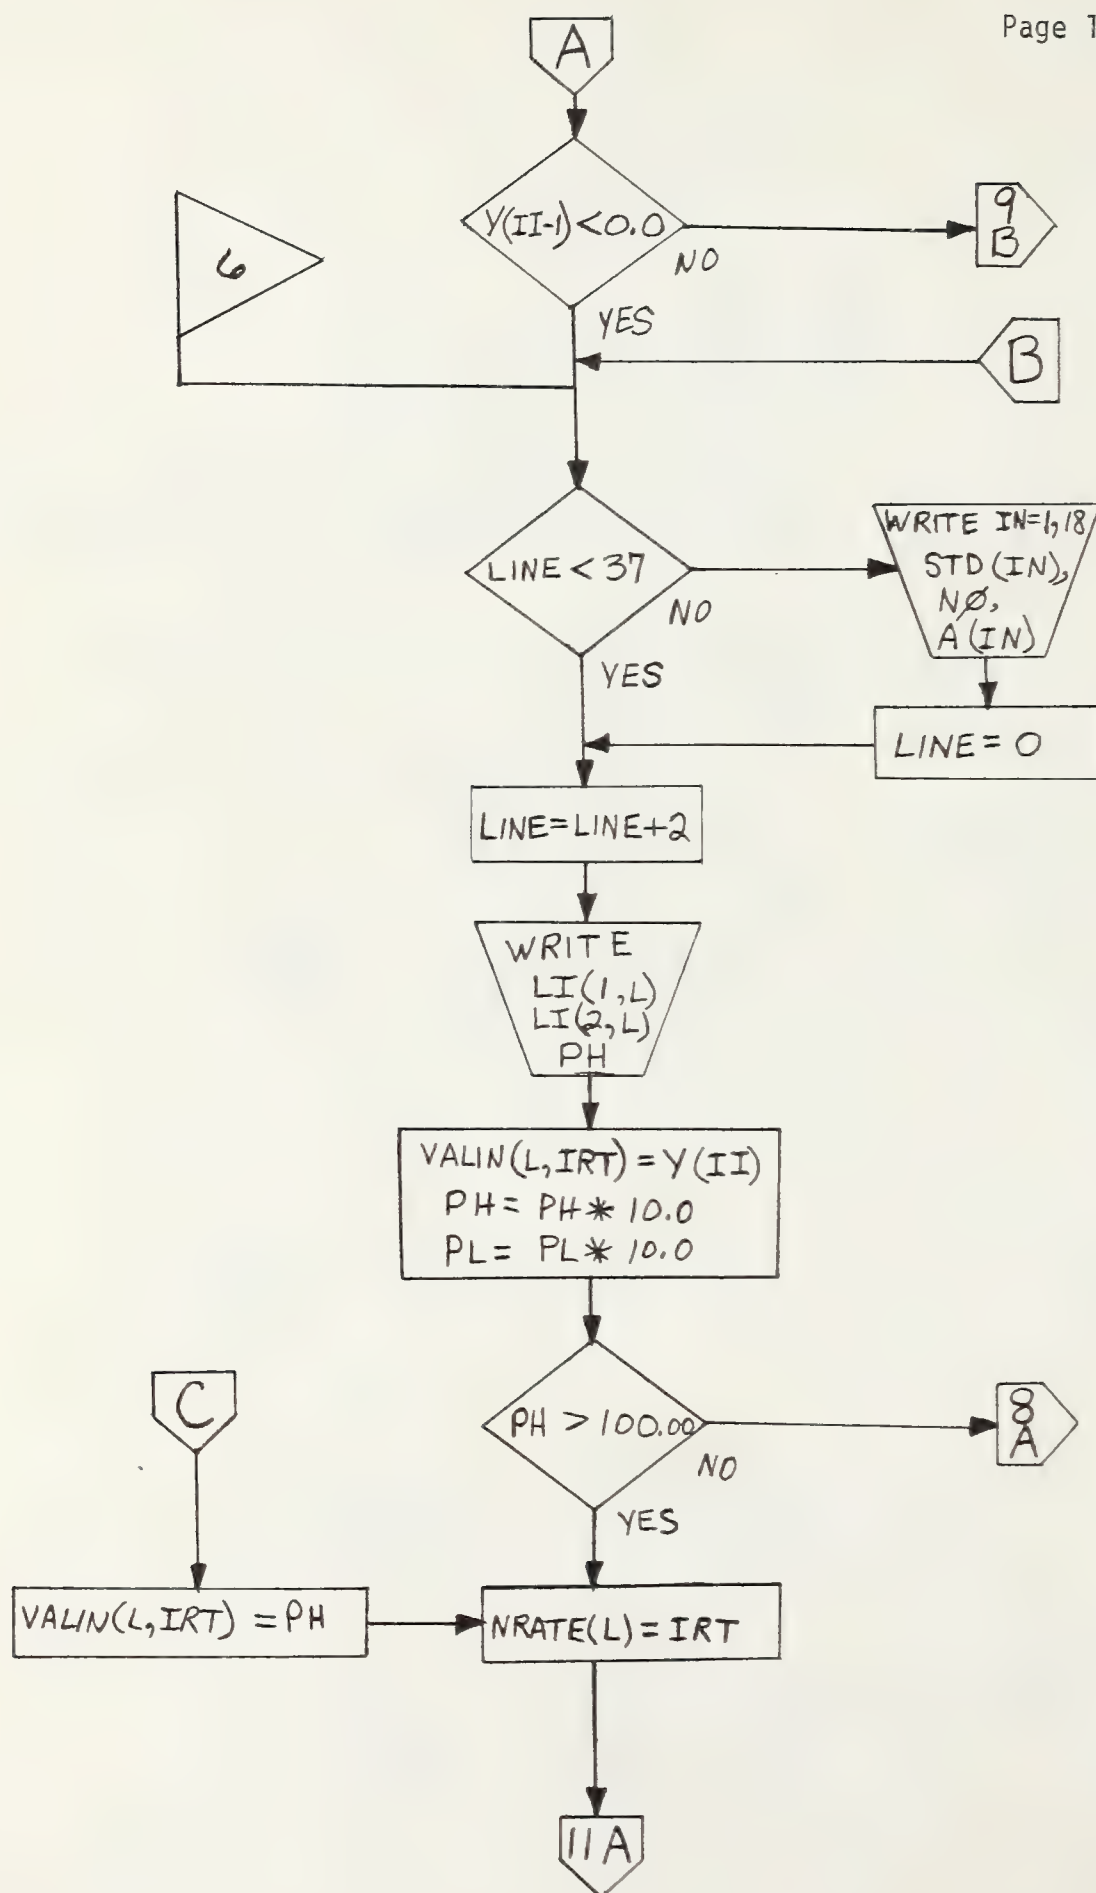 Page 1
A
Y(II-1)<0.0
NO
9
B
6
YES
B
LINE < 37
NO
WRITE IN=1,18
STD(IN),
NØ,
A(IN)
YES
LINE = 0
LINE=LINE+2
WRITE
LI(1,L)
LI(2,L)
PH
VALIN(L,IRT)=Y(II)
PH= PH* 10.0
PL= PL* 10.0
C
PH > 100.00
NO
8
A
YES
VALIN(L,IRT) =PH
NRATE(L)=IRT
11A